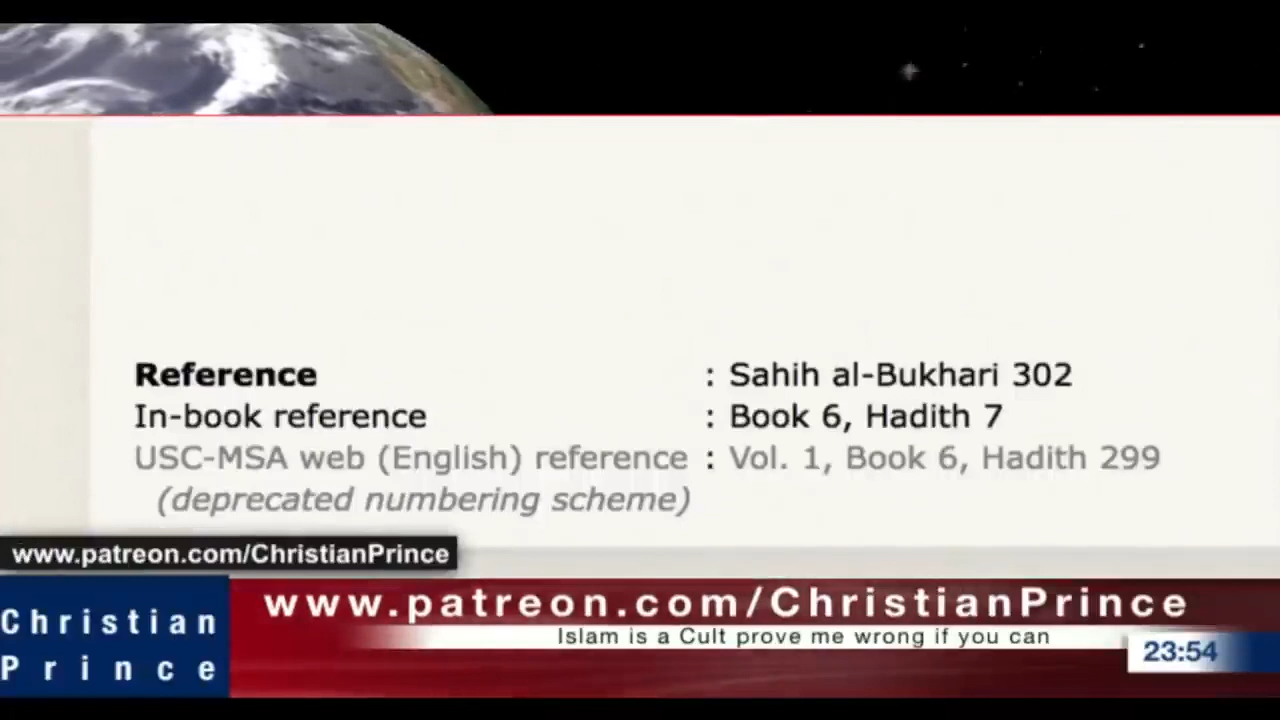 Reference : Sahih al-Bukhari 302
In-book reference : Book 6, Hadith 7
USC-MSA web (English) reference : Vol. 1, Book 6, Hadith 299
(deprecated numbering scheme)
www.patreon.com/ChristianPrince
Christian
Prince
www.patreon.com/ChristianPrince
Islam is a Cult prove me wrong if you can
23:54